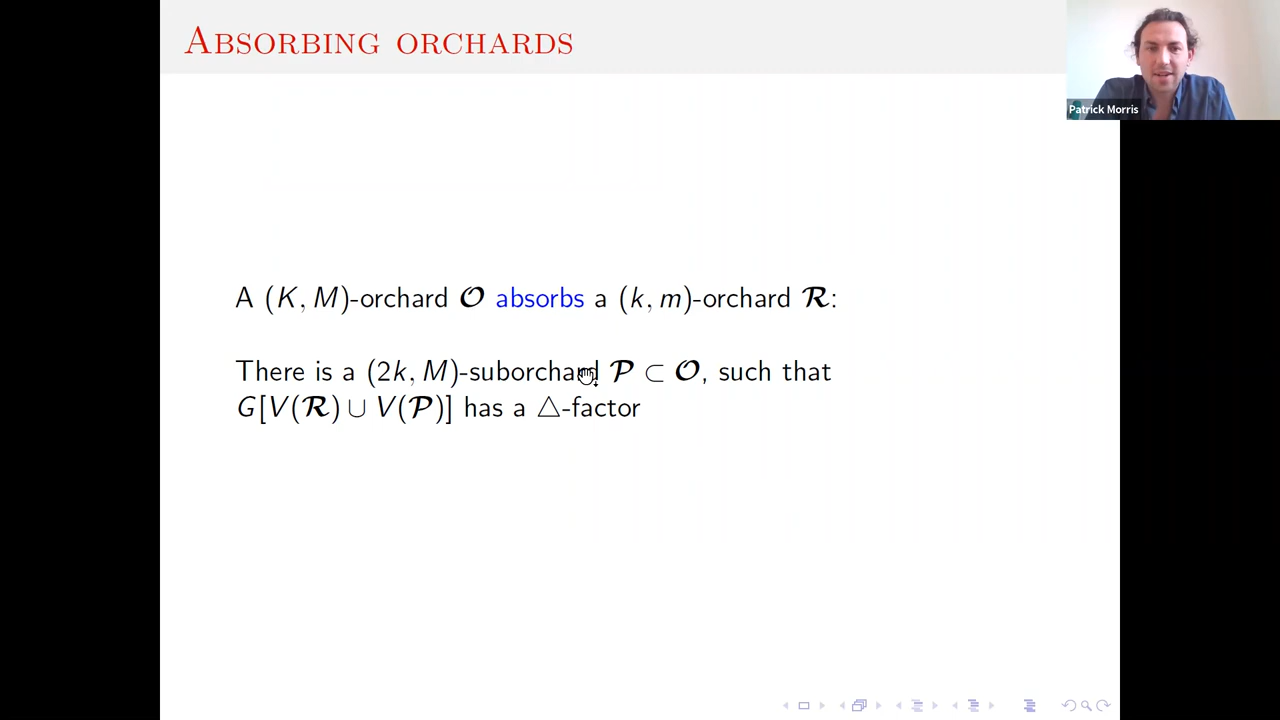 Absorbing orchards
Patrick Morris
A (K, M)-orchard 𝓞 absorbs a (k, m)-orchard 𝓡:
There is a (2k, M)-suborchard 𝓟 ⊂ 𝓞, such that
G[V(𝓡) ∪ V(𝓟)] has a △-factor